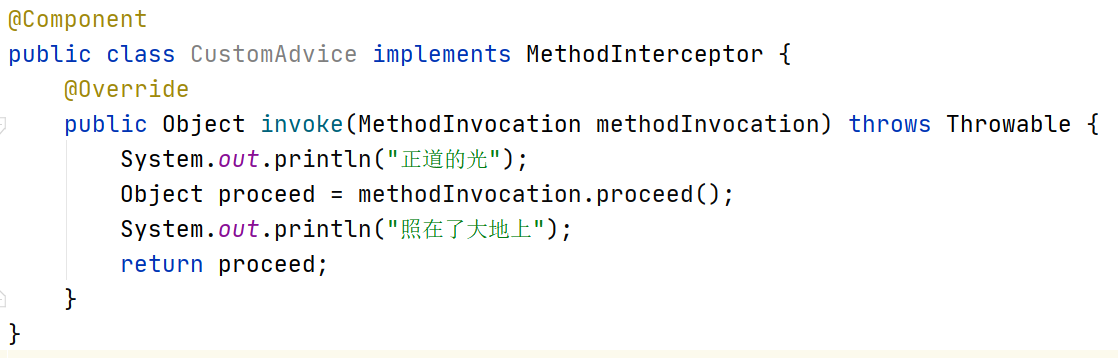 @Component
public class CustomAdvice implements MethodInterceptor {
    @Override
    public Object invoke(MethodInvocation methodInvocation) throws Throwable {
        System.out.println("正道的光");
        Object proceed = methodInvocation.proceed();
        System.out.println("照在了大地上");
        return proceed;
    }
}